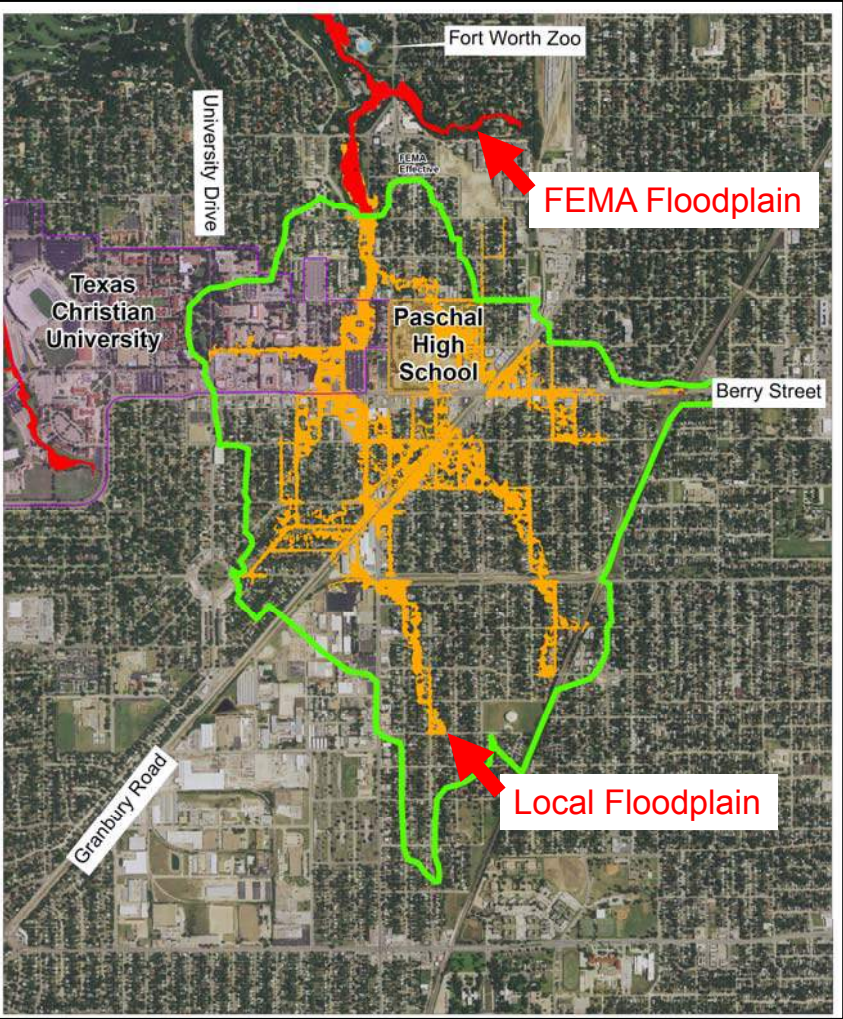 Fort Worth Zoo
University Drive
FEMA
Effective
FEMA Floodplain
Texas
Christian
University
Paschal
High
School
Berry Street
Granbury Road
Local Floodplain